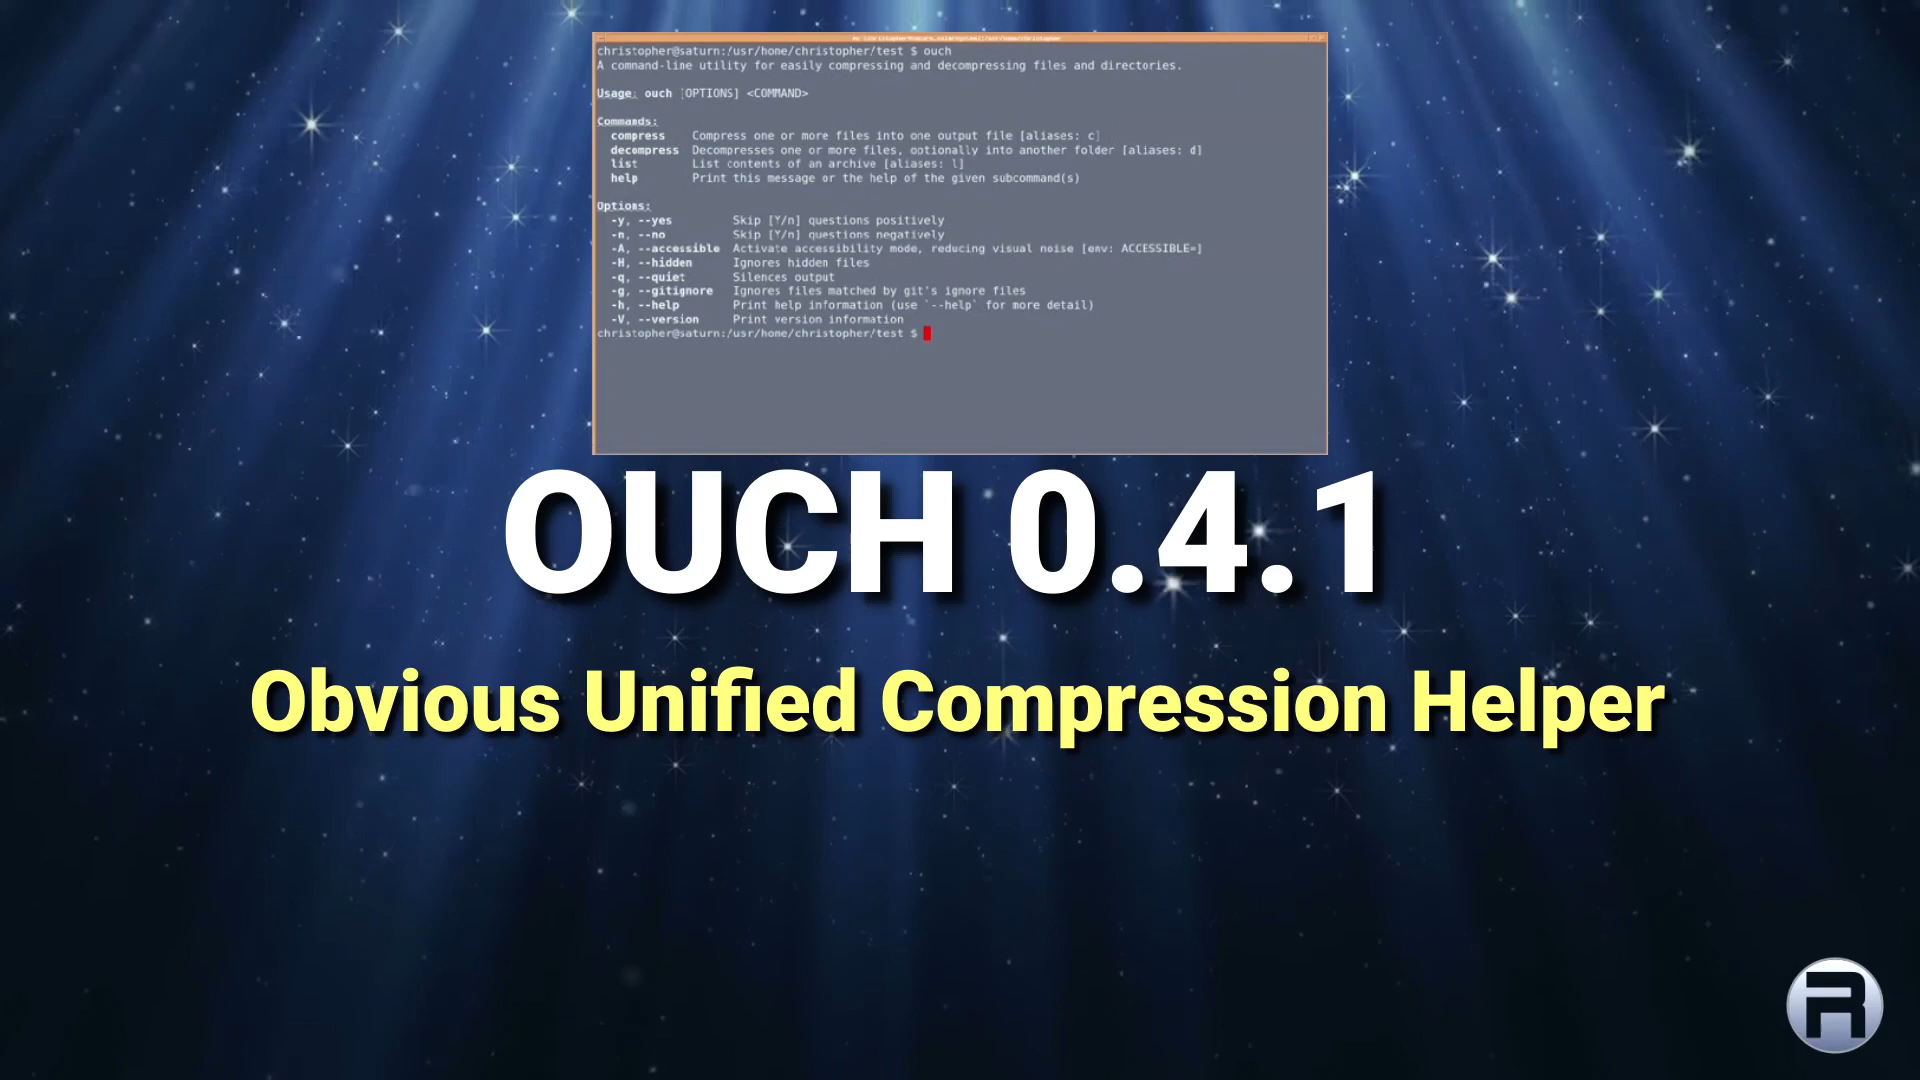 christopher@saturn:/usr/home/christopher/test $ ouch
A command-line utility for easily compressing and decompressing files and directories.
Usage: ouch [OPTIONS] <COMMAND>
Commands:
compress Compress one or more files into one output file [aliases: c]
decompress Decompresses one or more files, optionally into another folder [aliases: d]
list List contents of an archive [aliases: l]
help Print this message or the help of the given subcommand(s)
Options:
-y, --yes Skip [Y/n] questions positively
-n, --no Skip [Y/n] questions negatively
-A, --accessible Activate accessibility mode, reducing visual noise [env: ACCESSIBLE=]
-H, --hidden Ignores hidden files
-q, --quiet Silences output
-g, --gitignore Ignores files matched by git's ignore files
-h, --help Print help information (use `--help` for more detail)
-V, --version Print version information
christopher@saturn:/usr/home/christopher/test $
OUCH 0.4.1
Obvious Unified Compression Helper
R